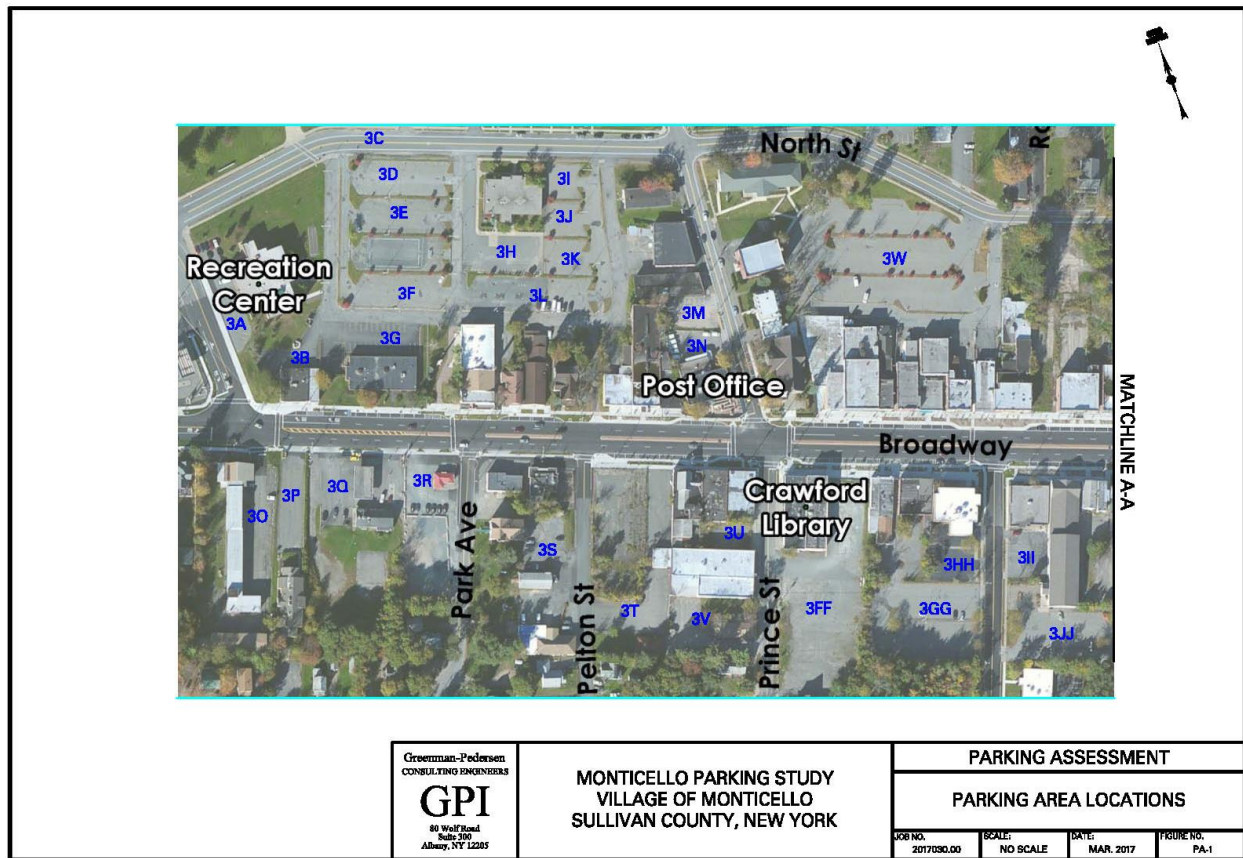 3C
North St
Ro
3D
3I
3E
3J
3H
3K
3W
Recreation
Center
3F
3L
3A
3M
3G
3N
3B
Post Office
MATCHLINE A-A
Broadway
3R
3Q
3P
3O
Crawford
Library
3U
Park Ave
3S
3HH
3II
Pelton St
3T
3V
Prince St
3FF
3GG
3JJ
Greenman-Pedersen
CONSULTING ENGINEERS
GPI
80 Wolf Road
Suite 300
Albany, NY 12205
MONTICELLO PARKING STUDY
VILLAGE OF MONTICELLO
SULLIVAN COUNTY, NEW YORK
PARKING ASSESSMENT
PARKING AREA LOCATIONS
JOB NO.
2017030.00
SCALE:
NO SCALE
DATE:
MAR. 2017
FIGURE NO.
PA-1